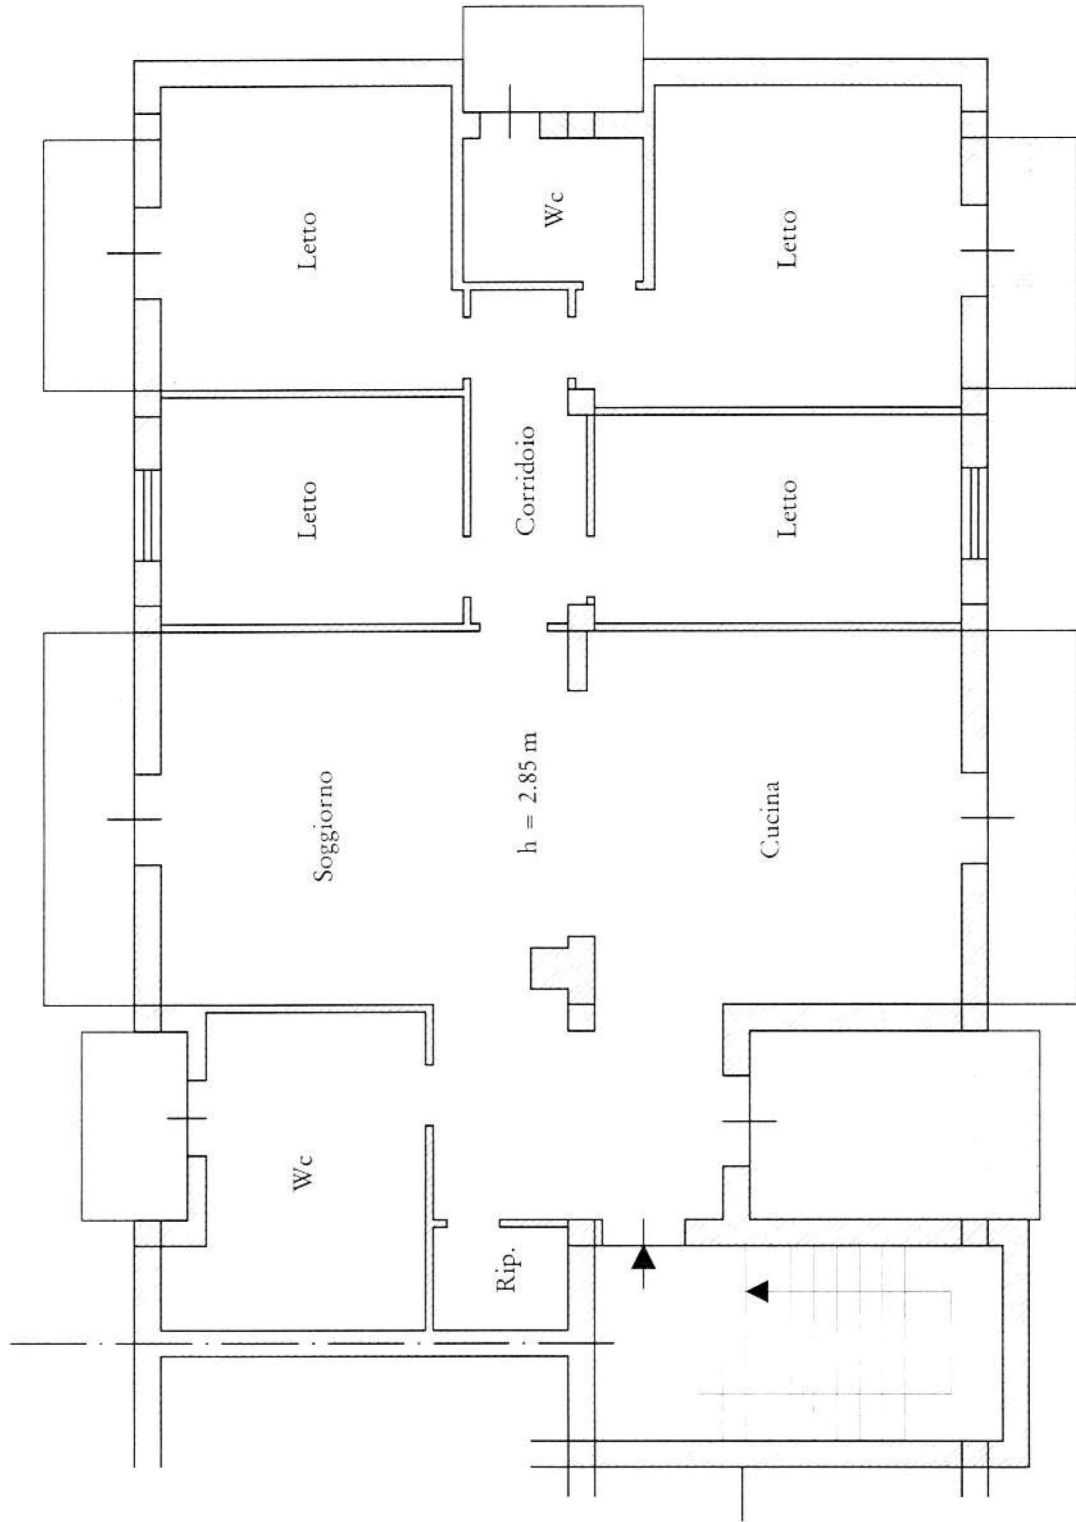 Letto
Wc
Letto
Letto
Corridoio
Letto
Soggiorno
h = 2.85 m
Cucina
Wc
Rip.